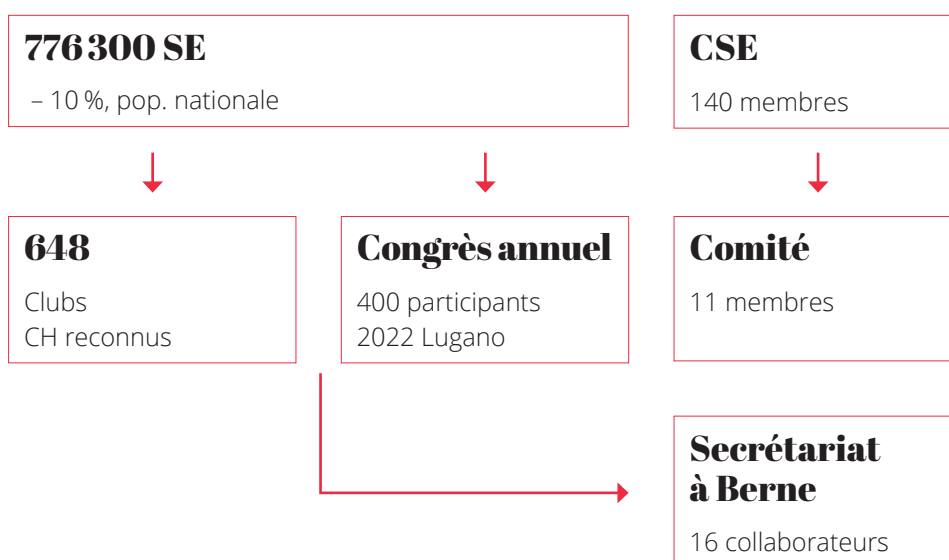 776 300 SE
– 10 %, pop. nationale
CSE
140 membres
648
Clubs
CH reconnus
Congrès annuel
400 participants
2022 Lugano
Comité
11 membres
Secrétariat
à Berne
16 collaborateurs